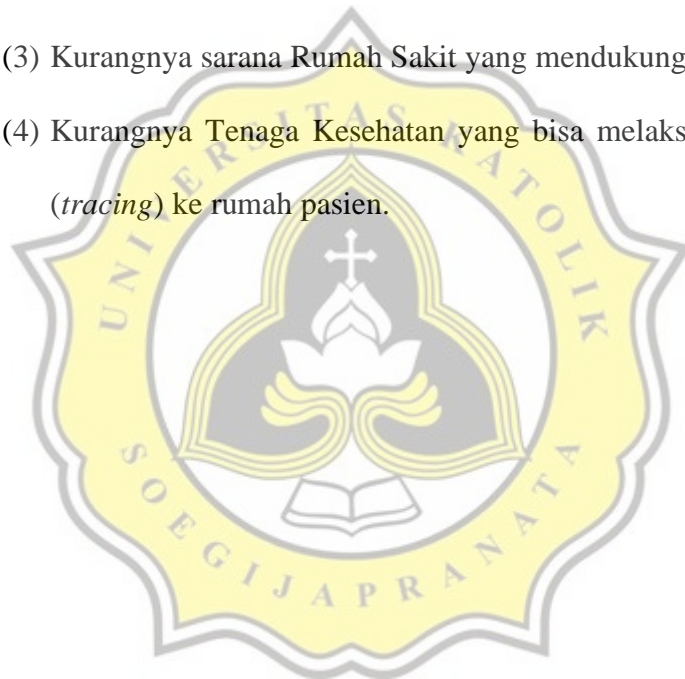 (3) Kurangnya sarana Rumah Sakit yang mendukung
(4) Kurangnya Tenaga Kesehatan yang bisa melaks
(tracing) ke rumah pasien.
UNIVERSITAS KATOLIK
SOEGIJAPRANATA